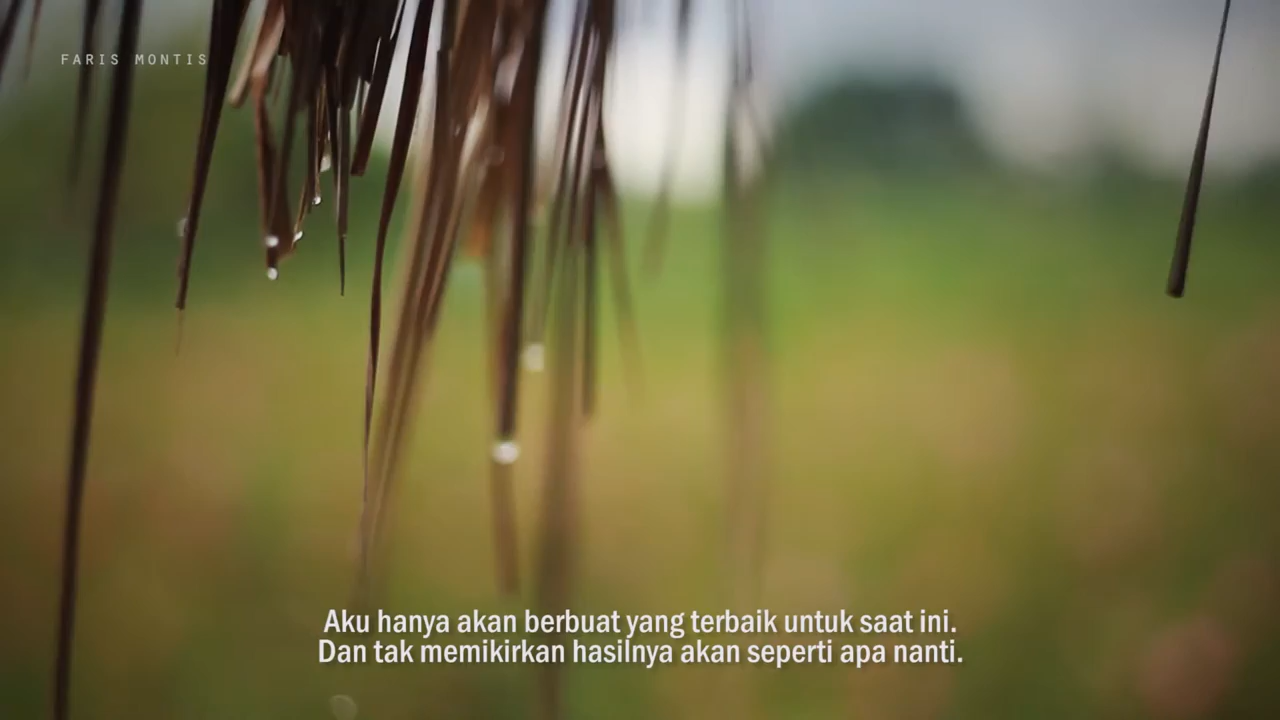 FARIS MONTIS
Aku hanya akan berbuat yang terbaik untuk saat ini.
Dan tak memikirkan hasilnya akan seperti apa nanti.